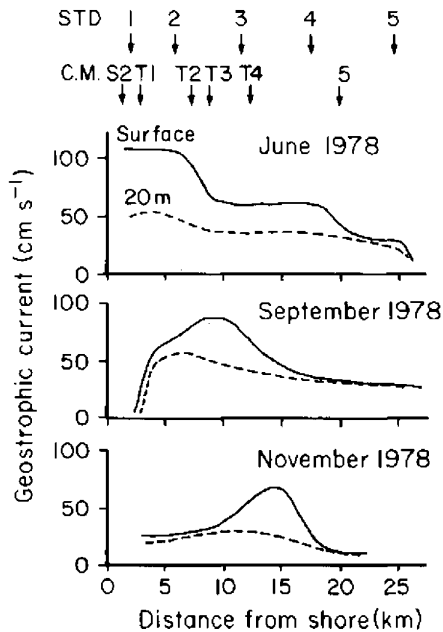 STD 1 2 3 4 5
C.M. S2 T1 T2 T3 T4 5
Surface
June 1978
20 m
100
50
0
September 1978
100
50
0
November 1978
100
50
0
Geostrophic current (cm s⁻¹)
0 5 10 15 20 25
Distance from shore (km)